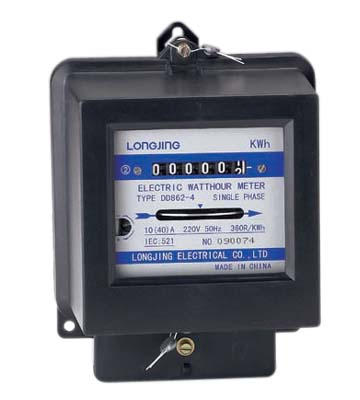 LONGJING KWh
② 00000
ELECTRIC WATTHOUR METER
TYPE DD862-4 SINGLE PHASE
10(40)A 220V 50Hz 360R/KWh
IEC.521 NO 090074
LONGJING ELECTRICAL CO.,LTD
MADE IN CHINA